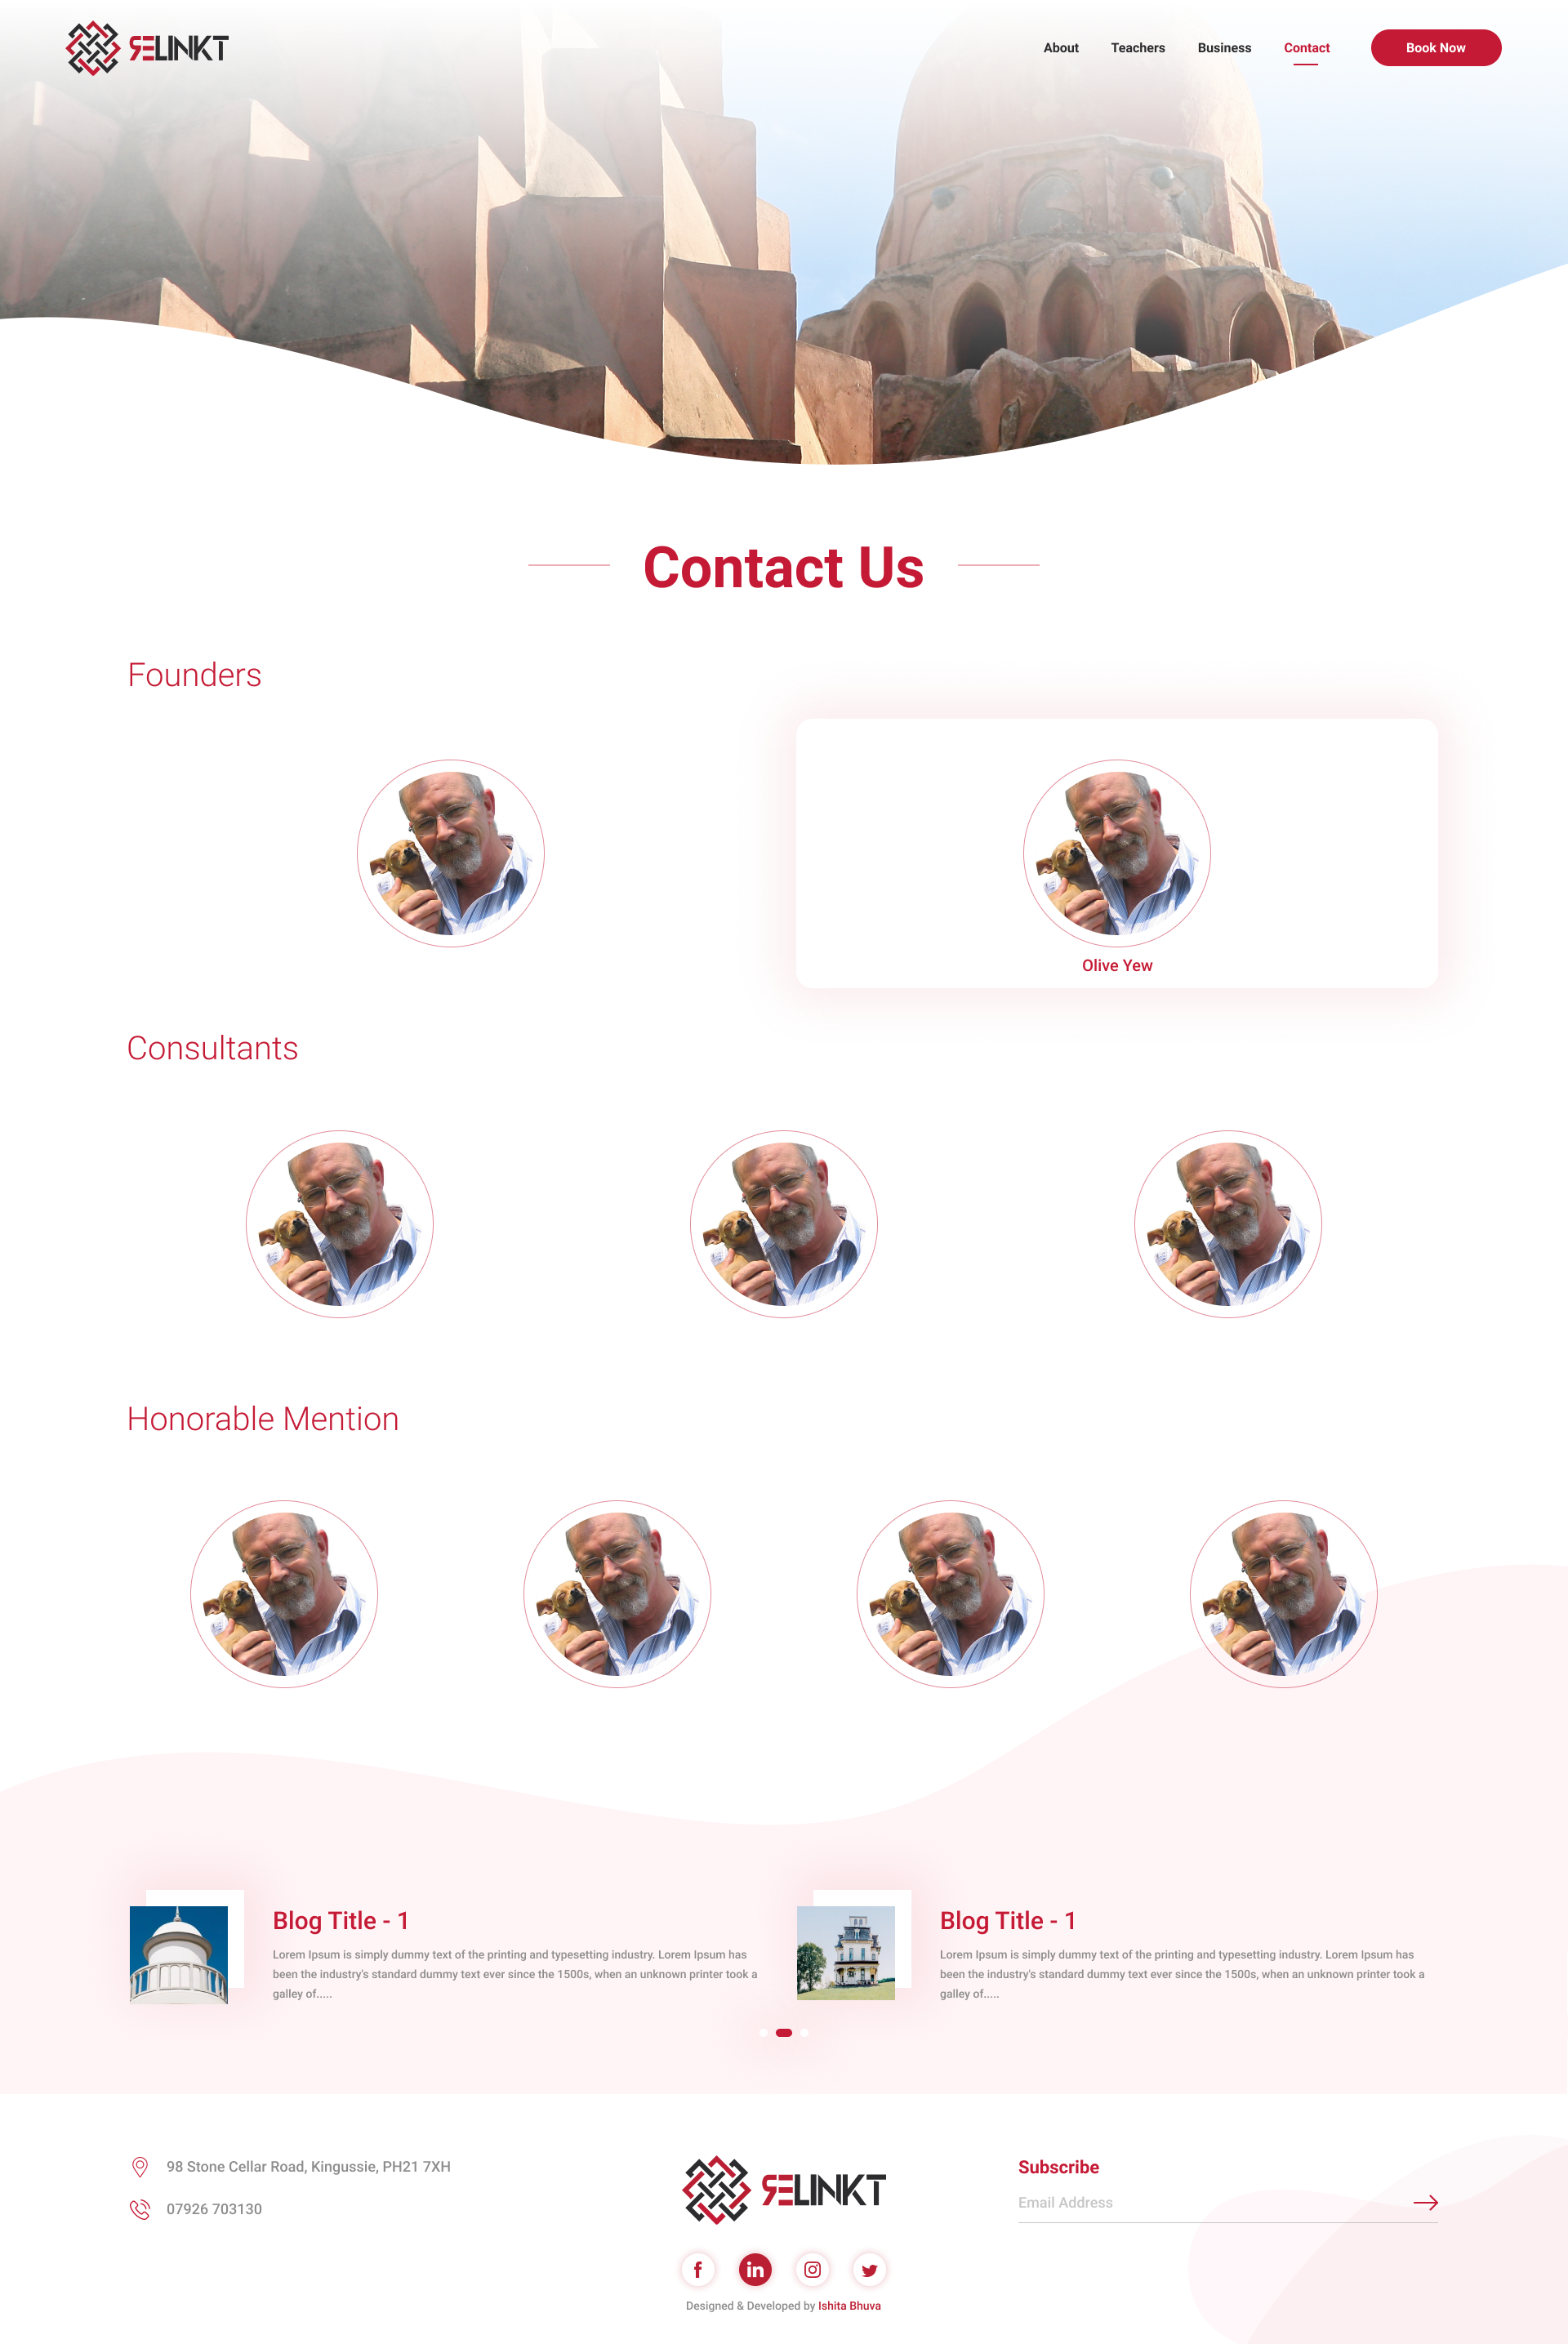 RELINKT
About
Teachers
Business
Contact
Book Now
Contact Us
Founders
Olive Yew
Consultants
Honorable Mention
Blog Title - 1
Lorem Ipsum is simply dummy text of the printing and typesetting industry. Lorem Ipsum has
been the industry's standard dummy text ever since the 1500s, when an unknown printer took a
galley of.....
Blog Title - 1
Lorem Ipsum is simply dummy text of the printing and typesetting industry. Lorem Ipsum has
been the industry's standard dummy text ever since the 1500s, when an unknown printer took a
galley of.....
98 Stone Cellar Road, Kingussie, PH21 7XH
07926 703130
RELINKT
f
in
Designed & Developed by Ishita Bhuva
Subscribe
Email Address